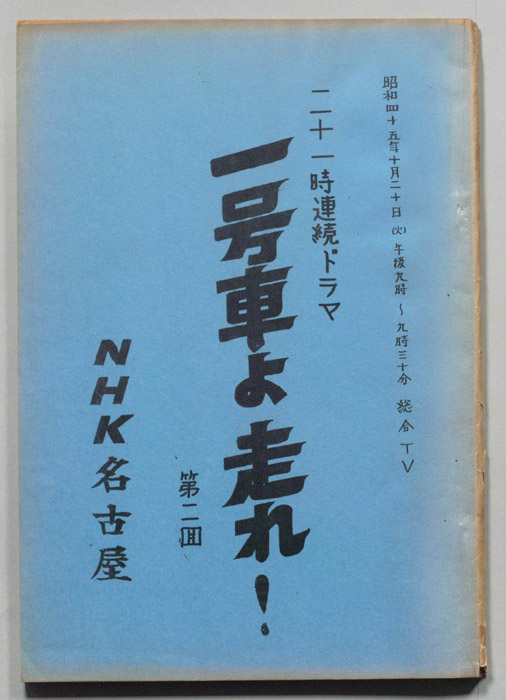 昭和四十五年十月二十日(火)午後九時～九時三十分 総合TV
二十一時連続ドラマ
一号車よ走れ!
第二回
NHK名古屋